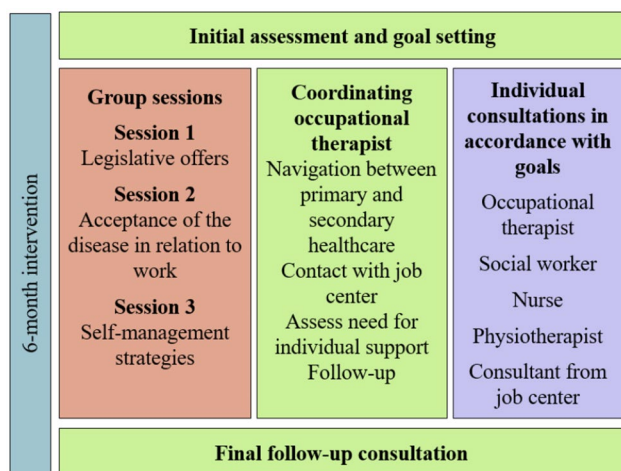 6-month intervention
Initial assessment and goal setting
Group sessions
Session 1
Legislative offers
Session 2
Acceptance of the
disease in relation to
work
Session 3
Self-management
strategies
Coordinating
occupational
therapist
Navigation between
primary and
secondary
healthcare
Contact with job
center
Assess need for
individual support
Follow-up
Individual
consultations in
accordance with
goals
Occupational
therapist
Social worker
Nurse
Physiotherapist
Consultant from
job center
Final follow-up consultation